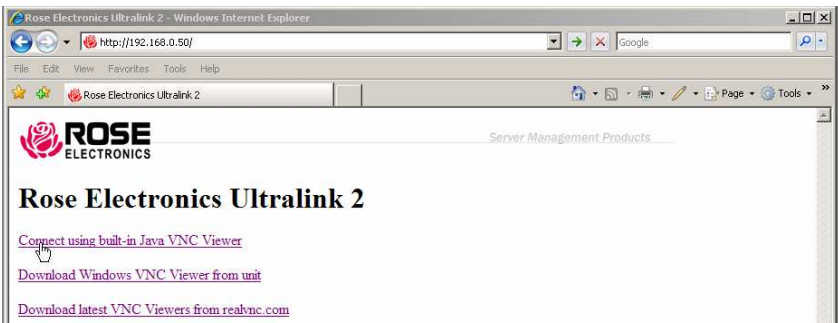 Rose Electronics Ultralink 2 - Windows Internet Explorer
http://192.168.0.50/
Google
File Edit View Favorites Tools Help
Rose Electronics Ultralink 2
Page Tools
ROSE
ELECTRONICS
Server Management Products
Rose Electronics Ultralink 2
Connect using built-in Java VNC Viewer
Download Windows VNC Viewer from unit
Download latest VNC Viewers from realvnc.com